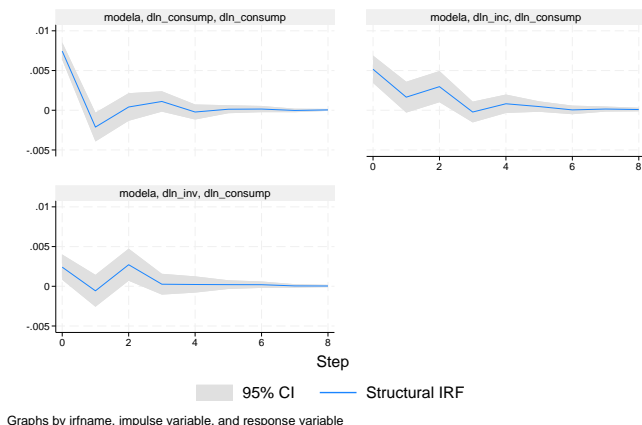 modela, dln_consump, dln_consump
modela, dln_inc, dln_consump
.01
.005
0
-.005
0 2 4 6 8
modela, dln_inv, dln_consump
.01
.005
0
-.005
0 2 4 6 8
Step
95% CI Structural IRF
Graphs by irfname, impulse variable, and response variable